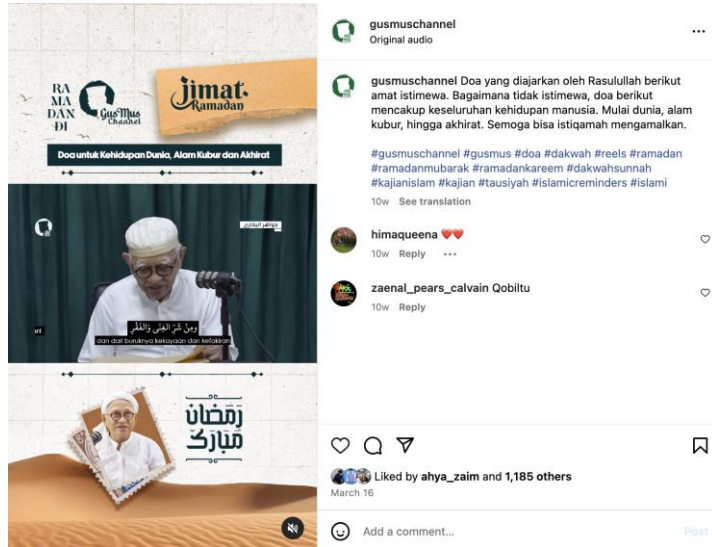 RA
MA
DAN
DI
GusMus
Channel
jimat
Ramadan
Doa untuk Kehidupan Dunia, Alam Kubur dan Akhirat
جواهر البخاري
وَمِنْ شَرِّ الْغِنَى وَالْفَقْرِ
dan dari buruknya kekayaan dan kefakiran
رمضان
مبارك
gusmuschannel
Original audio
gusmuschannel Doa yang diajarkan oleh Rasulullah berikut
amat istimewa. Bagaimana tidak istimewa, doa berikut
mencakup keseluruhan kehidupan manusia. Mulai dunia, alam
kubur, hingga akhirat. Semoga bisa istiqamah mengamalkan.
#gusmuschannel #gusmus #doa #dakwah #reels #ramadan
#ramadanmubarak #ramadankareem #dakwahsunnah
#kajianislam #kajian #tausiyah #islamicreminders #islami
10w See translation
himaqueena ❤️❤️
10w Reply ...
zaenal_pears_calvain Qobiltu
10w Reply
Liked by ahya_zaim and 1,185 others
March 16
Add a comment...
Post